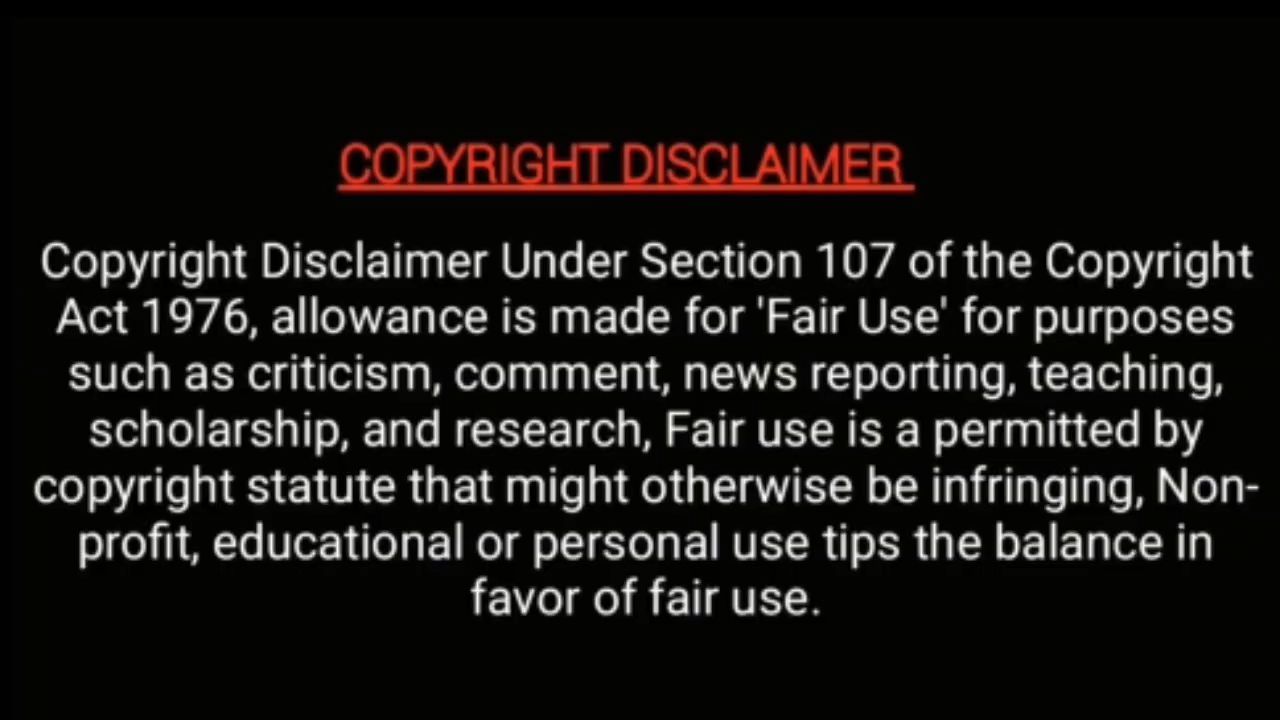 COPYRIGHT DISCLAIMER
Copyright Disclaimer Under Section 107 of the Copyright
Act 1976, allowance is made for 'Fair Use' for purposes
such as criticism, comment, news reporting, teaching,
scholarship, and research, Fair use is a permitted by
copyright statute that might otherwise be infringing, Non-
profit, educational or personal use tips the balance in
favor of fair use.